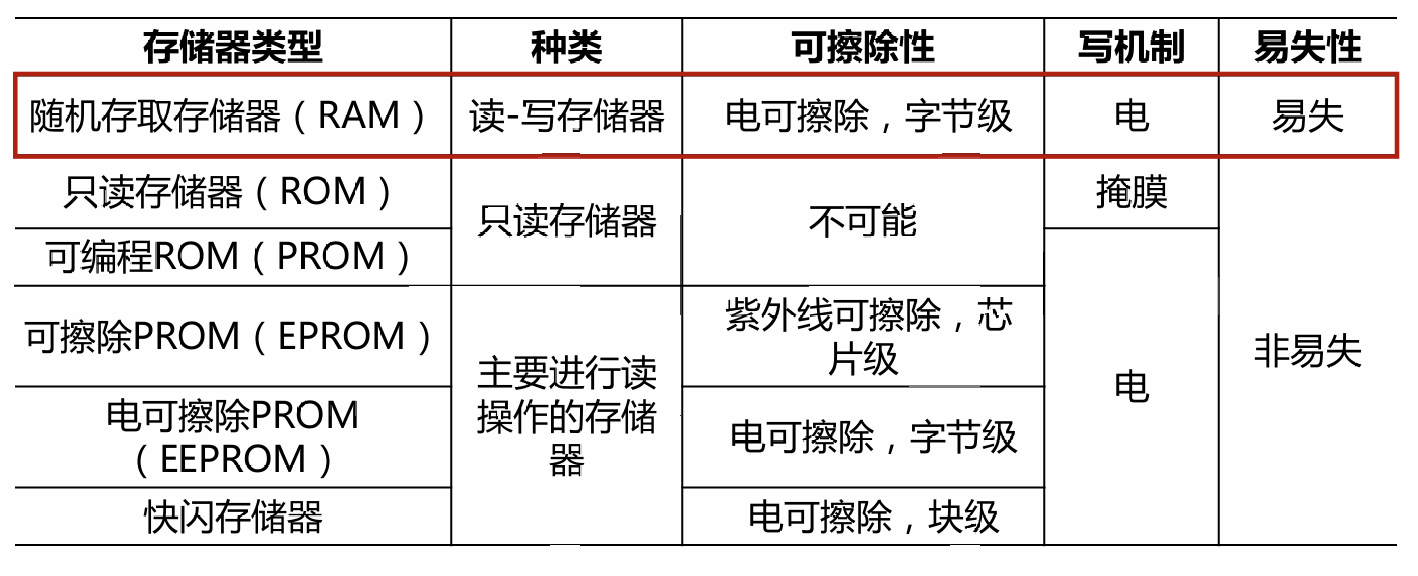 存储器类型 种类 可擦除性 写机制 易失性
随机存取存储器（RAM） 读-写存储器 电可擦除，字节级 电 易失
只读存储器（ROM） 只读存储器 不可能 掩膜 非易失
可编程ROM（PROM） 电
可擦除PROM（EPROM） 主要进行读
操作的存储
器 紫外线可擦除，芯
片级
电可擦除PROM
（EEPROM） 电可擦除，字节级
快闪存储器 电可擦除，块级